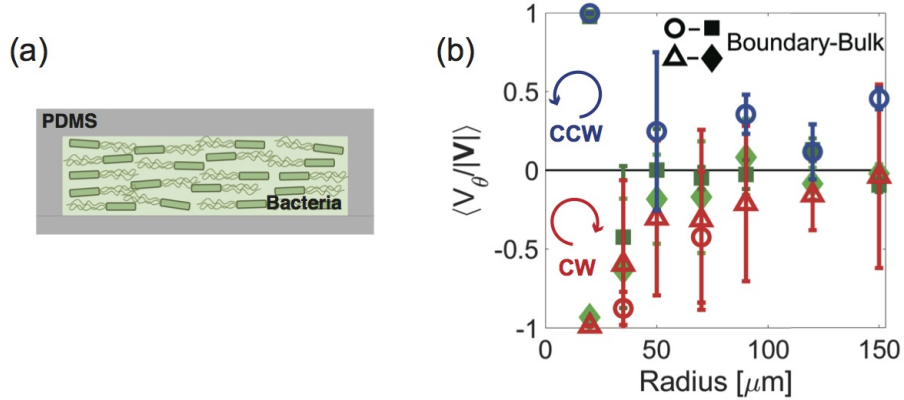 (a)
PDMS
Bacteria
(b)
Boundary-Bulk
CCW
CW
⟨V_θ/|V|⟩
1
0.5
0
-0.5
-1
0
50
100
150
Radius [μm]